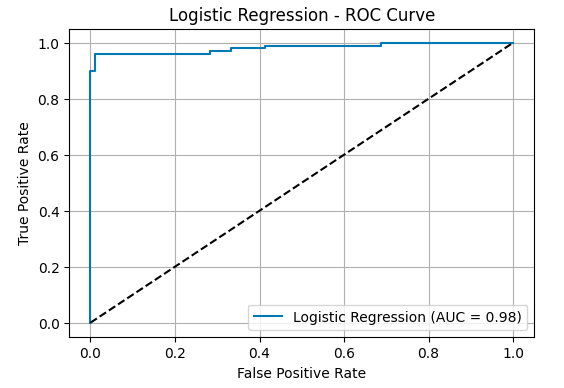 Logistic Regression - ROC Curve
1.0
0.8
0.6
0.4
0.2
0.0
True Positive Rate
Logistic Regression (AUC = 0.98)
0.0 0.2 0.4 0.6 0.8 1.0
False Positive Rate